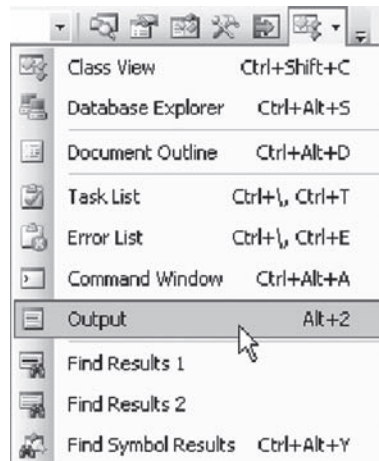 Class View Ctrl+Shift+C
Database Explorer Ctrl+Alt+S
Document Outline Ctrl+Alt+D
Task List Ctrl+\, Ctrl+T
Error List Ctrl+\, Ctrl+E
Command Window Ctrl+Alt+A
Output Alt+2
Find Results 1
Find Results 2
Find Symbol Results Ctrl+Alt+Y